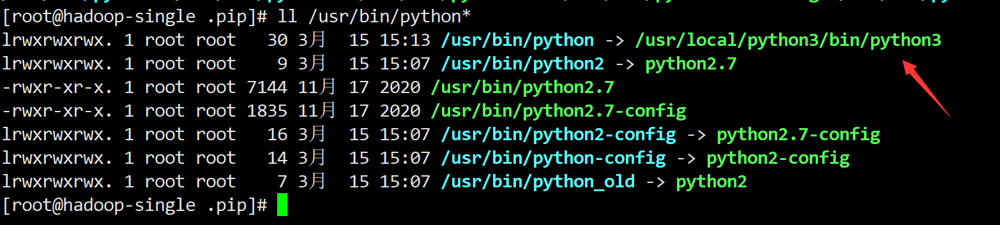 [root@hadoop-single .pip]# ll /usr/bin/python*
lrwxrwxrwx. 1 root root   30 3月  15 15:13 /usr/bin/python -> /usr/local/python3/bin/python3
lrwxrwxrwx. 1 root root    9 3月  15 15:07 /usr/bin/python2 -> python2.7
-rwxr-xr-x. 1 root root 7144 11月 17 2020 /usr/bin/python2.7
-rwxr-xr-x. 1 root root 1835 11月 17 2020 /usr/bin/python2.7-config
lrwxrwxrwx. 1 root root   16 3月  15 15:07 /usr/bin/python2-config -> python2.7-config
lrwxrwxrwx. 1 root root   14 3月  15 15:07 /usr/bin/python-config -> python2-config
lrwxrwxrwx. 1 root root    7 3月  15 15:07 /usr/bin/python_old -> python2
[root@hadoop-single .pip]#